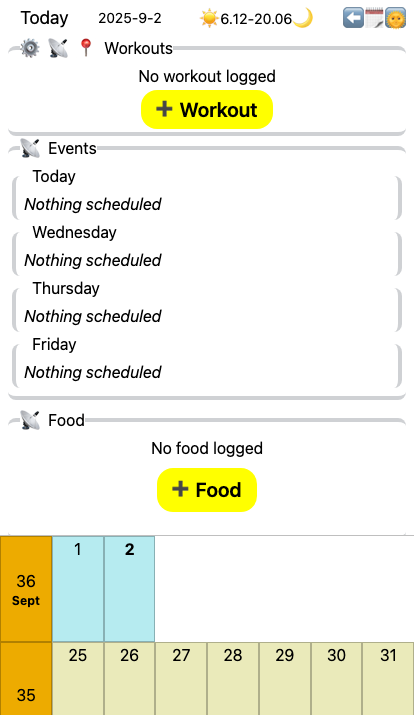 Today 2025-9-2 6.12-20.06
Workouts
No workout logged
+ Workout
Events
Today
Nothing scheduled
Wednesday
Nothing scheduled
Thursday
Nothing scheduled
Friday
Nothing scheduled
Food
No food logged
+ Food
1 2
36
Sept
25 26 27 28 29 30 31
35